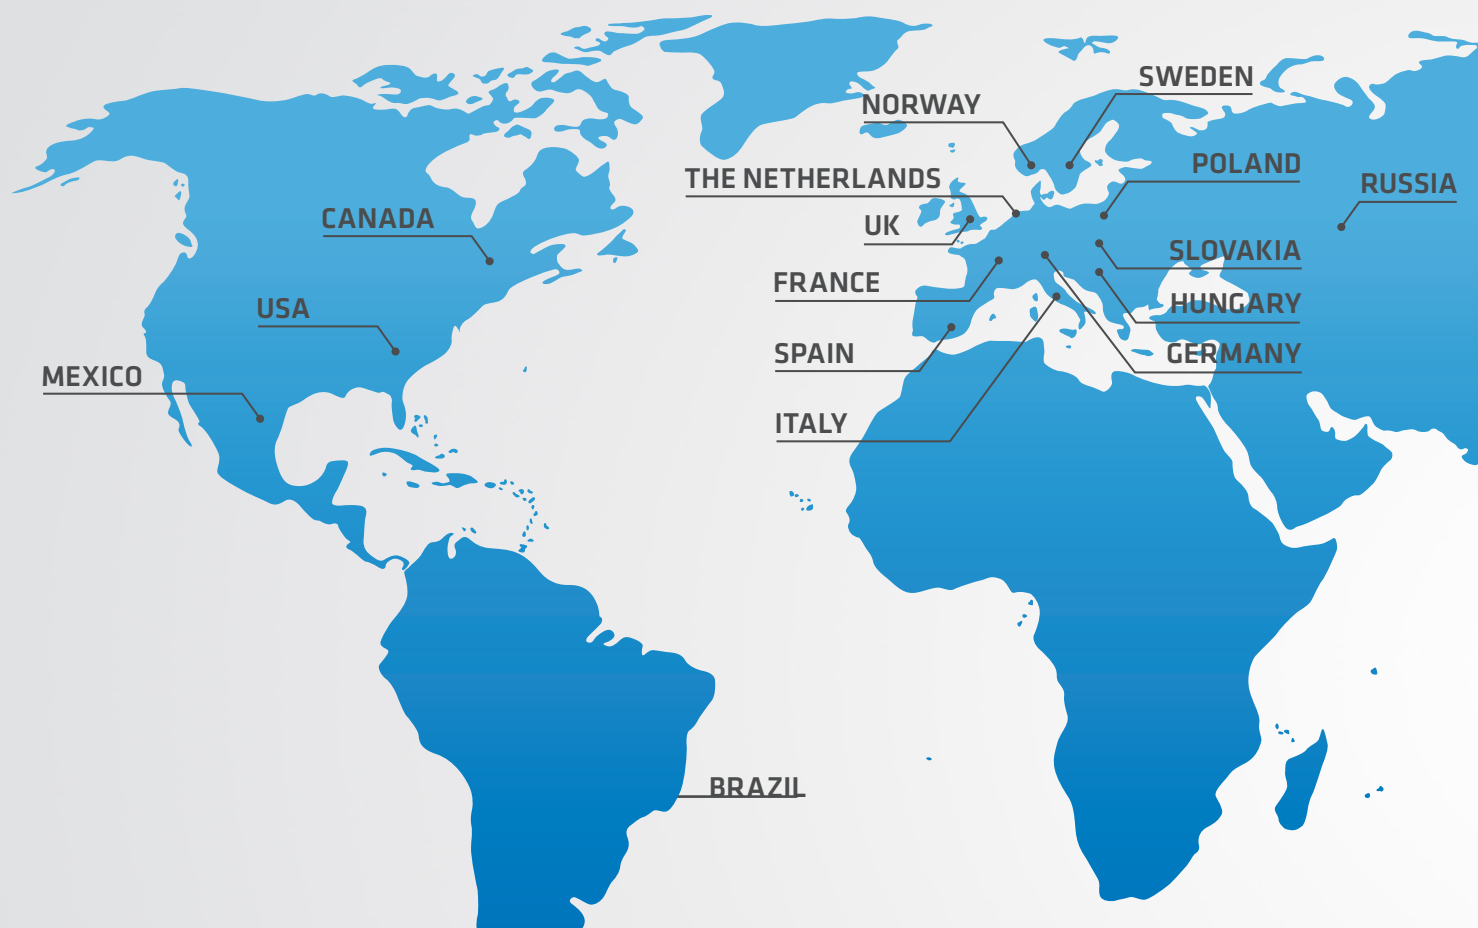 SWEDEN
NORWAY
POLAND
THE NETHERLANDS
RUSSIA
CANADA
UK
SLOVAKIA
FRANCE
USA
HUNGARY
SPAIN
GERMANY
MEXICO
ITALY
BRAZIL